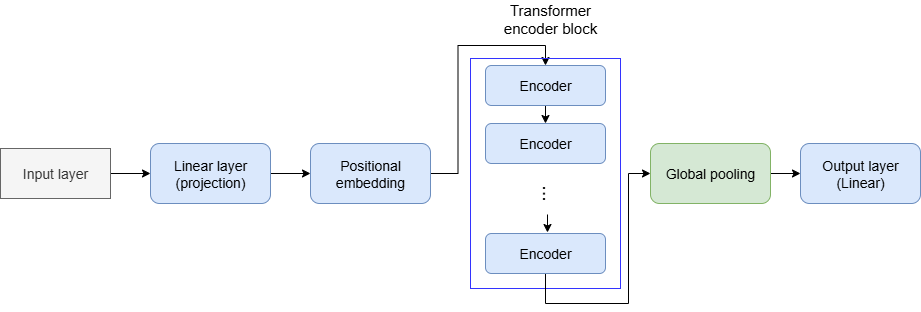 Transformer
encoder block
Encoder
Encoder
Input layer
Linear layer
(projection)
Positional
embedding
⋮
Encoder
Global pooling
Output layer
(Linear)